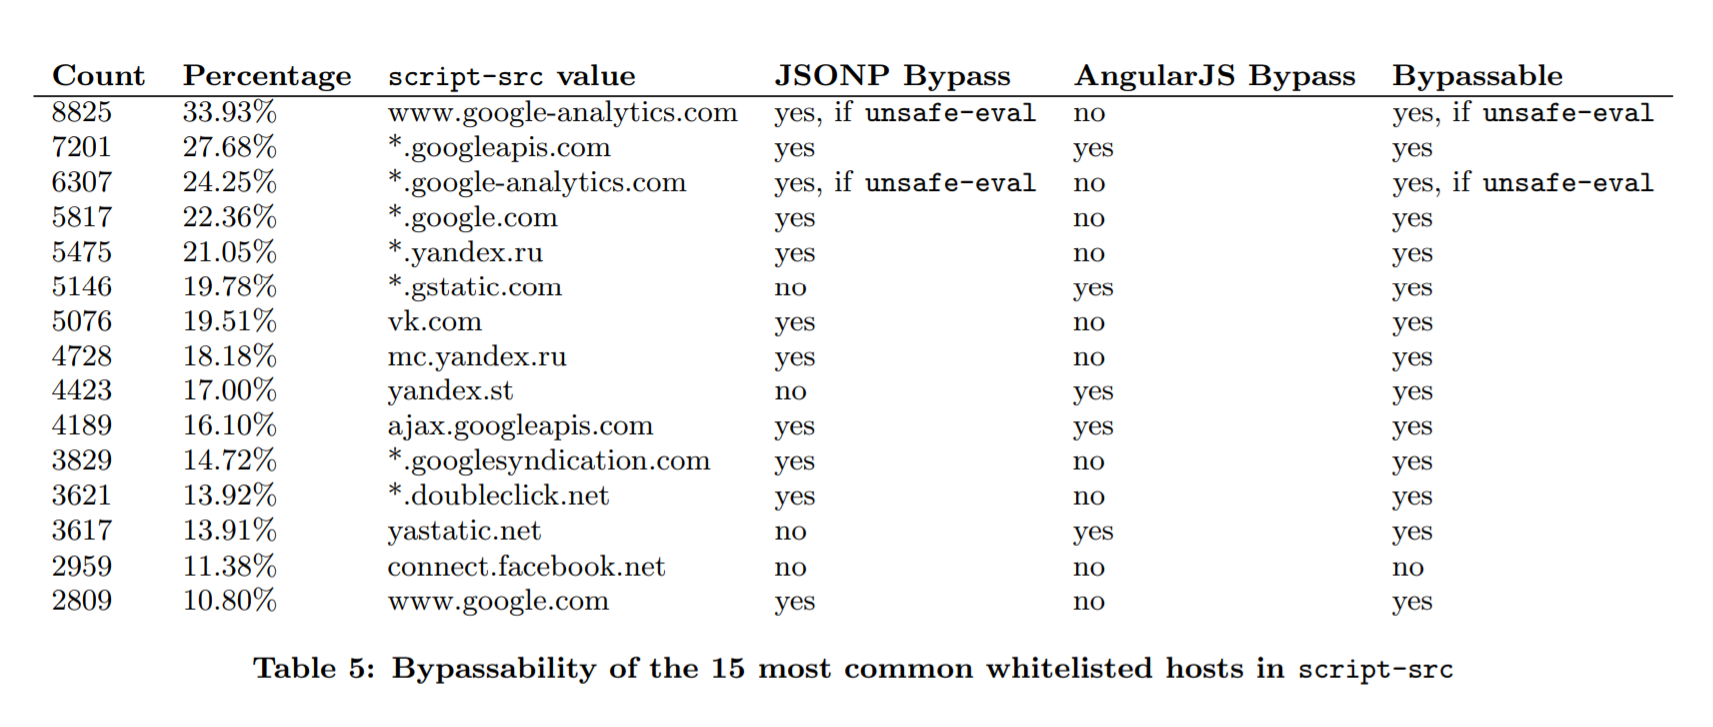 Count Percentage script-src value JSONP Bypass AngularJS Bypass Bypassable
8825 33.93% www.google-analytics.com yes, if unsafe-eval no yes, if unsafe-eval
7201 27.68% *.googleapis.com yes yes yes
6307 24.25% *.google-analytics.com yes, if unsafe-eval no yes, if unsafe-eval
5817 22.36% *.google.com yes no yes
5475 21.05% *.yandex.ru yes no yes
5146 19.78% *.gstatic.com no yes yes
5076 19.51% vk.com yes no yes
4728 18.18% mc.yandex.ru yes no yes
4423 17.00% yandex.st no yes yes
4189 16.10% ajax.googleapis.com yes yes yes
3829 14.72% *.googlesyndication.com yes no yes
3621 13.92% *.doubleclick.net yes no yes
3617 13.91% yastatic.net no yes yes
2959 11.38% connect.facebook.net no no no
2809 10.80% www.google.com yes no yes
Table 5: Bypassability of the 15 most common whitelisted hosts in script-src